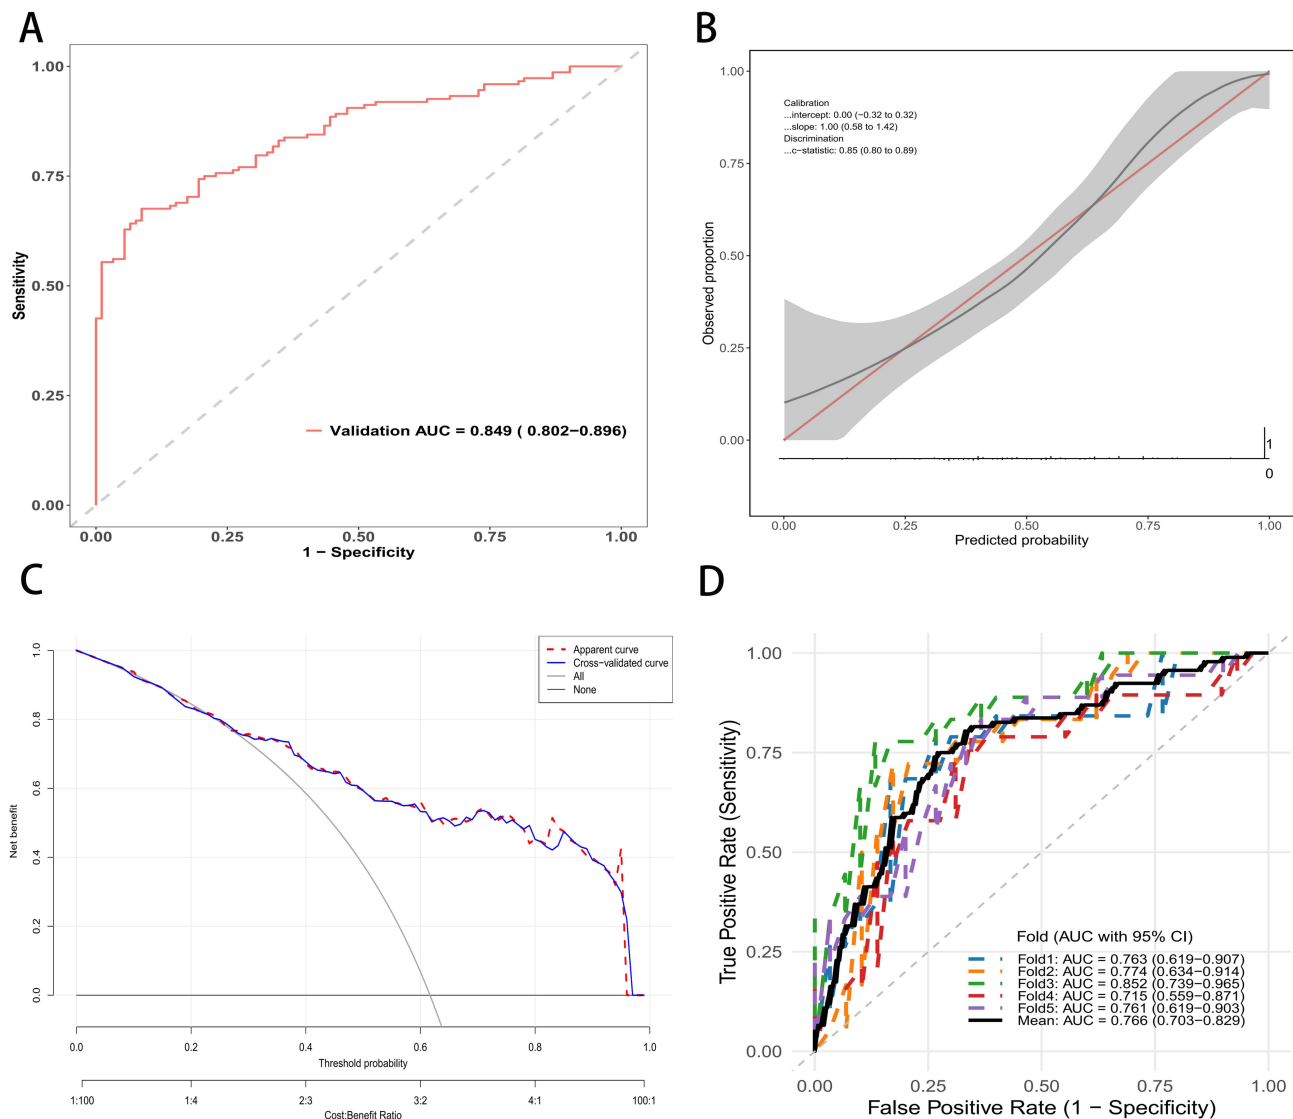 A
1.00
0.75
0.50
0.25
0.00
Sensitivity
Validation AUC = 0.849 ( 0.802−0.896)
0.00 0.25 0.50 0.75 1.00
1 − Specificity
B
1.00
0.75
0.50
0.25
0.00
Observed proportion
Calibration
...intercept: 0.00 (−0.32 to 0.32)
...slope: 1.00 (0.58 to 1.42)
Discrimination
...c−statistic: 0.85 (0.80 to 0.89)
1
0
0.00 0.25 0.50 0.75 1.00
Predicted probability
C
1.0
0.8
0.6
0.4
0.2
0.0
Net benefit
Apparent curve
Cross−validated curve
All
None
0.0 0.2 0.4 0.6 0.8 1.0
Threshold probability
1:100 1:4 2:3 3:2 4:1 100:1
Cost:Benefit Ratio
D
1.00
0.75
0.50
0.25
0.00
True Positive Rate (Sensitivity)
Fold (AUC with 95% CI)
Fold1: AUC = 0.763 (0.619−0.907)
Fold2: AUC = 0.774 (0.634−0.914)
Fold3: AUC = 0.852 (0.739−0.965)
Fold4: AUC = 0.715 (0.559−0.871)
Fold5: AUC = 0.761 (0.619−0.903)
Mean: AUC = 0.766 (0.703−0.829)
0.00 0.25 0.50 0.75 1.00
False Positive Rate (1 − Specificity)